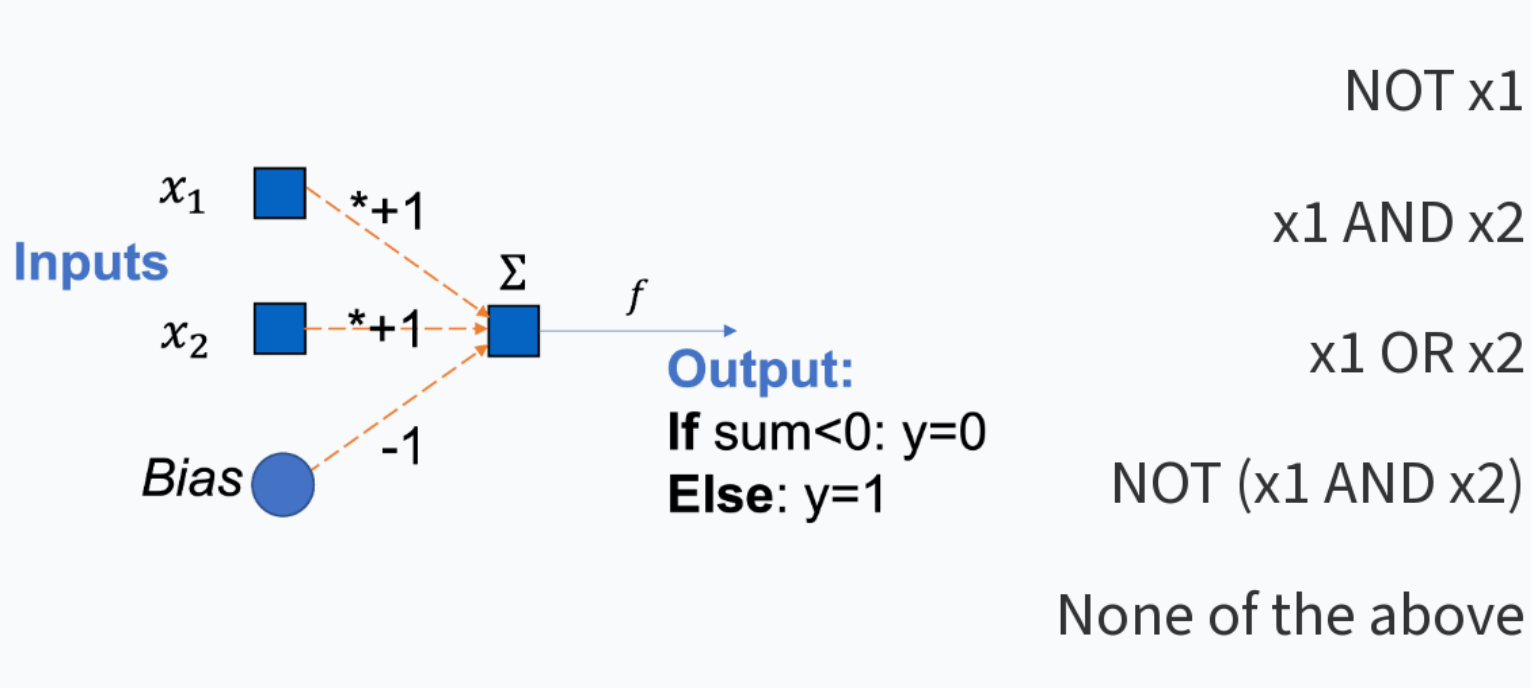 x₁
*+1
Inputs
Σ
x₂
*+1
f
Bias
-1
Output:
If sum<0: y=0
Else: y=1
NOT x1
x1 AND x2
x1 OR x2
NOT (x1 AND x2)
None of the above